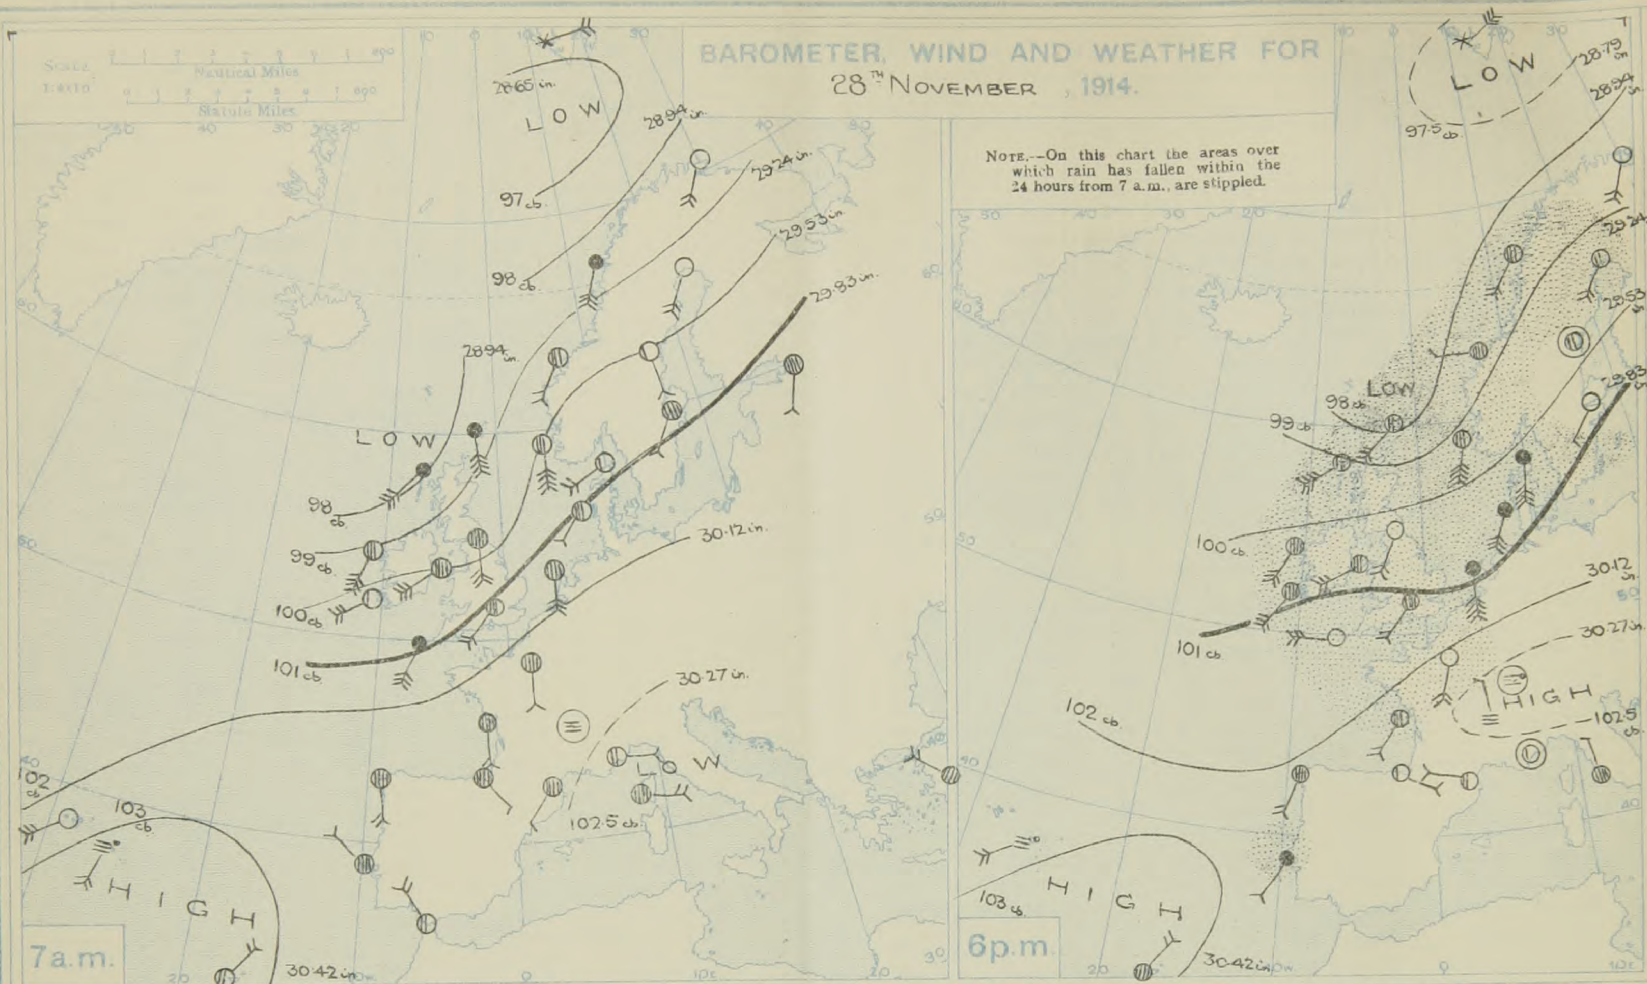 BAROMETER, WIND AND WEATHER FOR
28TH NOVEMBER, 1914.
Nautical Miles
Statute Miles
NOTE.--On this chart the areas over
which rain has fallen within the
24 hours from 7 a.m., are stippled.
28·65 in.
LOW
28·94 in.
29·24 in.
97 cb.
29·53 in.
98 cb
29·83 in.
28·94 in.
LOW
98 cb
99 cb
30·12 in.
100 cb
101 cb
30·27 in.
LOW
102 cb
103 cb
102·5 cb
HIGH
7a.m.
30·42 in
LOW
28·79 in
28·94 in.
97·5 cb.
29·24
29·53 in
29·83 in
LOW
98 cb
99 cb
100 cb
30·12 in
30·27 in
101 cb
HIGH
102 cb.
102·5 cb.
103 cb
HIGH
6p.m.
30·42 in